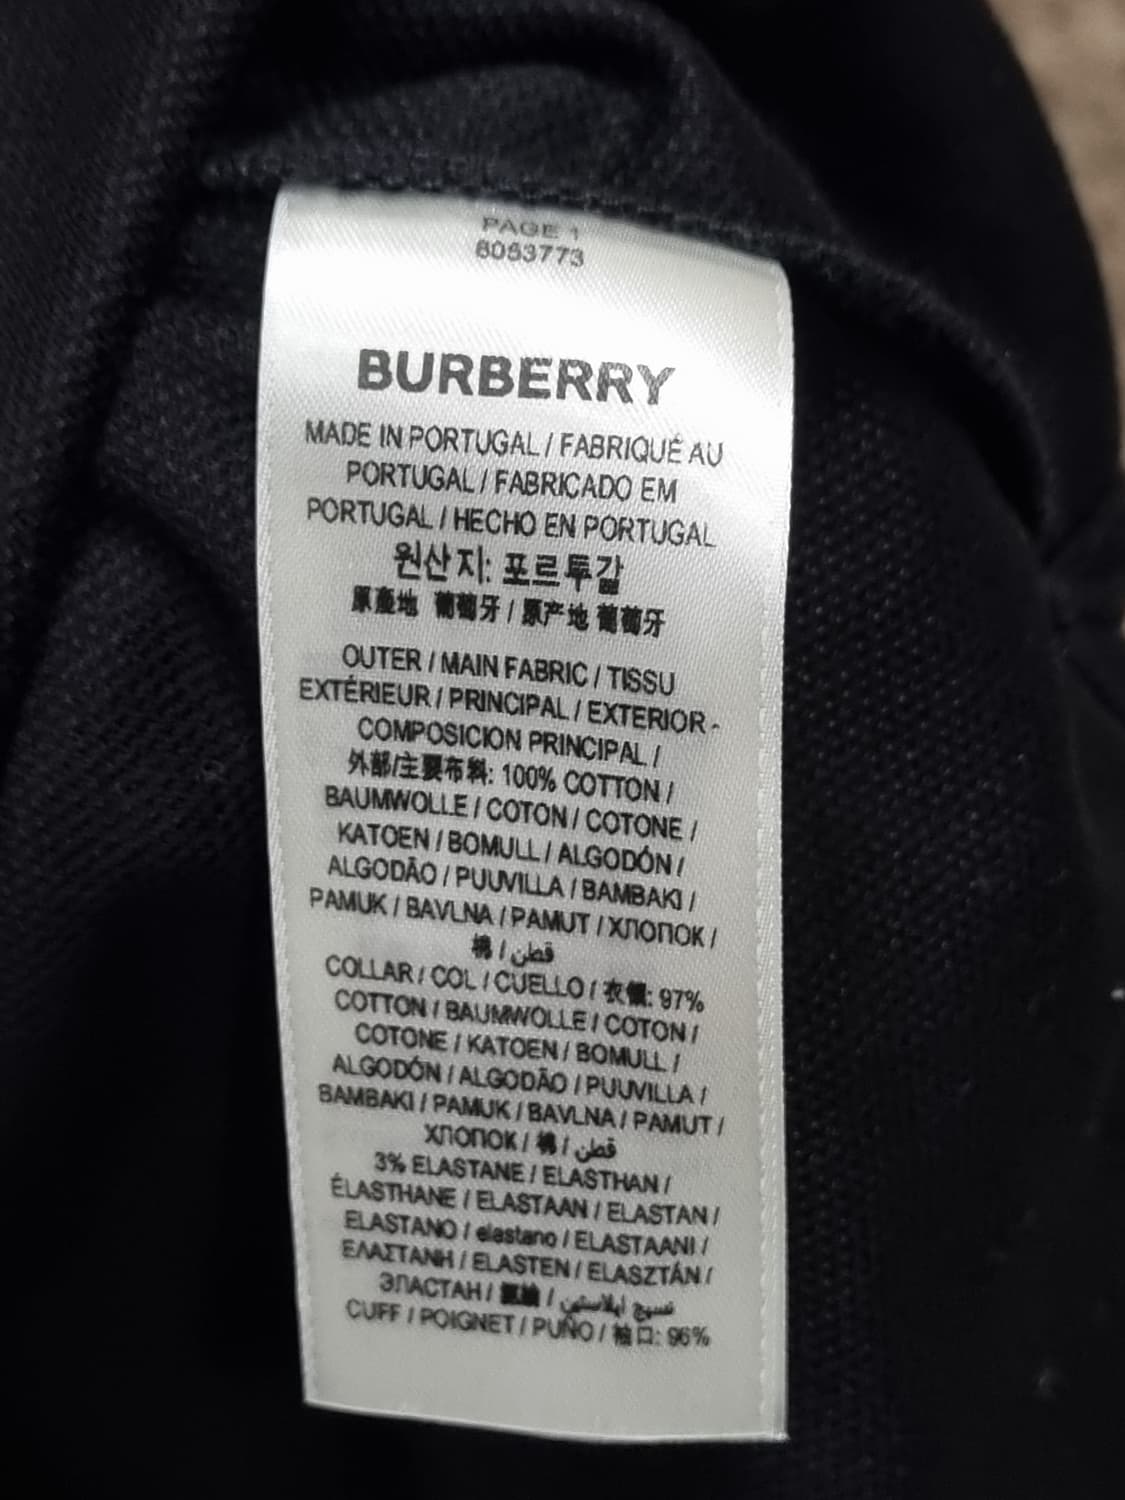 PAGE 1
8053773
BURBERRY
MADE IN PORTUGAL / FABRIQUÉ AU
PORTUGAL / FABRICADO EM
PORTUGAL / HECHO EN PORTUGAL
원산지: 포르투갈
原產地 葡萄牙 / 原产地 葡萄牙
OUTER / MAIN FABRIC / TISSU
EXTÉRIEUR / PRINCIPAL / EXTERIOR -
COMPOSICION PRINCIPAL /
外部/主要布料: 100% COTTON /
BAUMWOLLE / COTON / COTONE /
KATOEN / BOMULL / ALGODÓN /
ALGODÃO / PUUVILLA / BAMBAKI /
PAMUK / BAVLNA / PAMUT / ХЛОПОК /
棉 / قطن
COLLAR / COL / CUELLO / 衣領: 97%
COTTON / BAUMWOLLE / COTON /
COTONE / KATOEN / BOMULL /
ALGODÓN / ALGODÃO / PUUVILLA /
BAMBAKI / PAMUK / BAVLNA / PAMUT /
ХЛОПОК / 棉 / قطن
3% ELASTANE / ELASTHAN /
ÉLASTHANE / ELASTAAN / ELASTAN /
ELASTANO / elastano / ELASTAANI /
ΕΛΑΣΤΑΝΗ / ELASTEN / ELASZTÁN /
ЭЛАСТАН / / نسيج ايلاستين
CUFF / POIGNET / PUÑO / 袖口: 96%